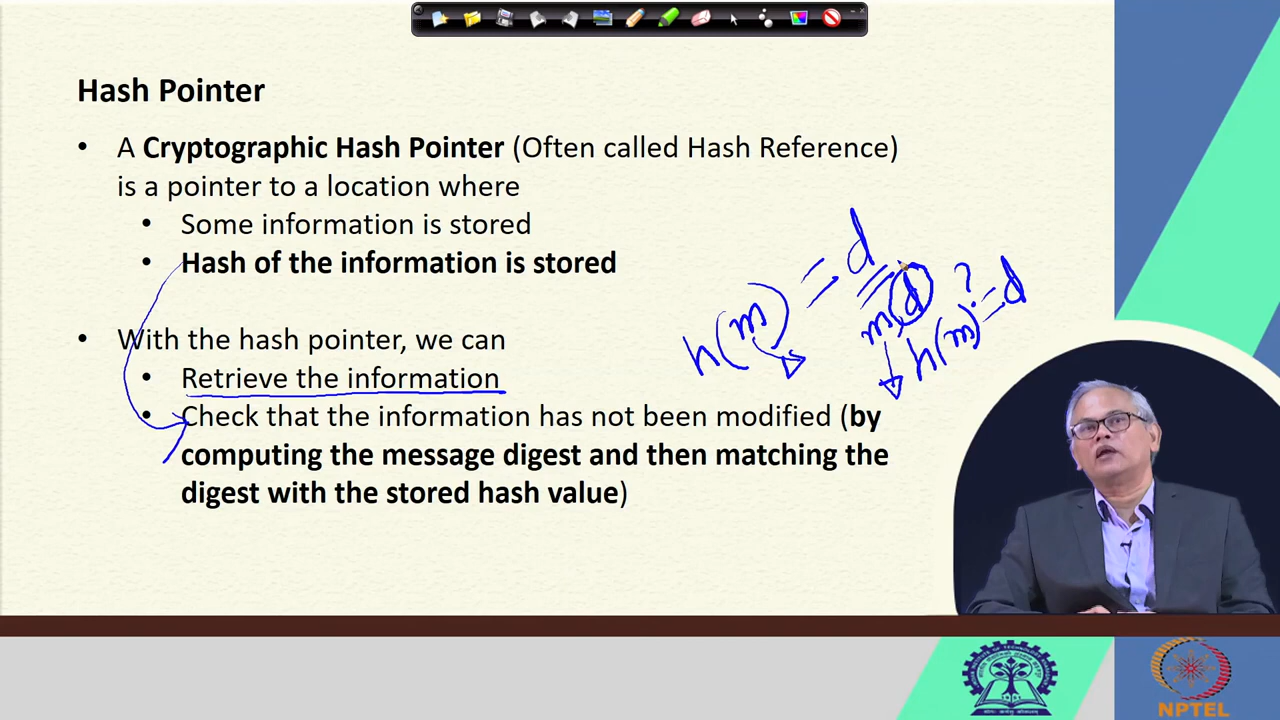 Hash Pointer
• A Cryptographic Hash Pointer (Often called Hash Reference)
is a pointer to a location where
• Some information is stored
• Hash of the information is stored
• With the hash pointer, we can
• Retrieve the information
• Check that the information has not been modified (by
computing the message digest and then matching the
digest with the stored hash value)
h(m) = d
m, d
h(m) ?= d
NPTEL